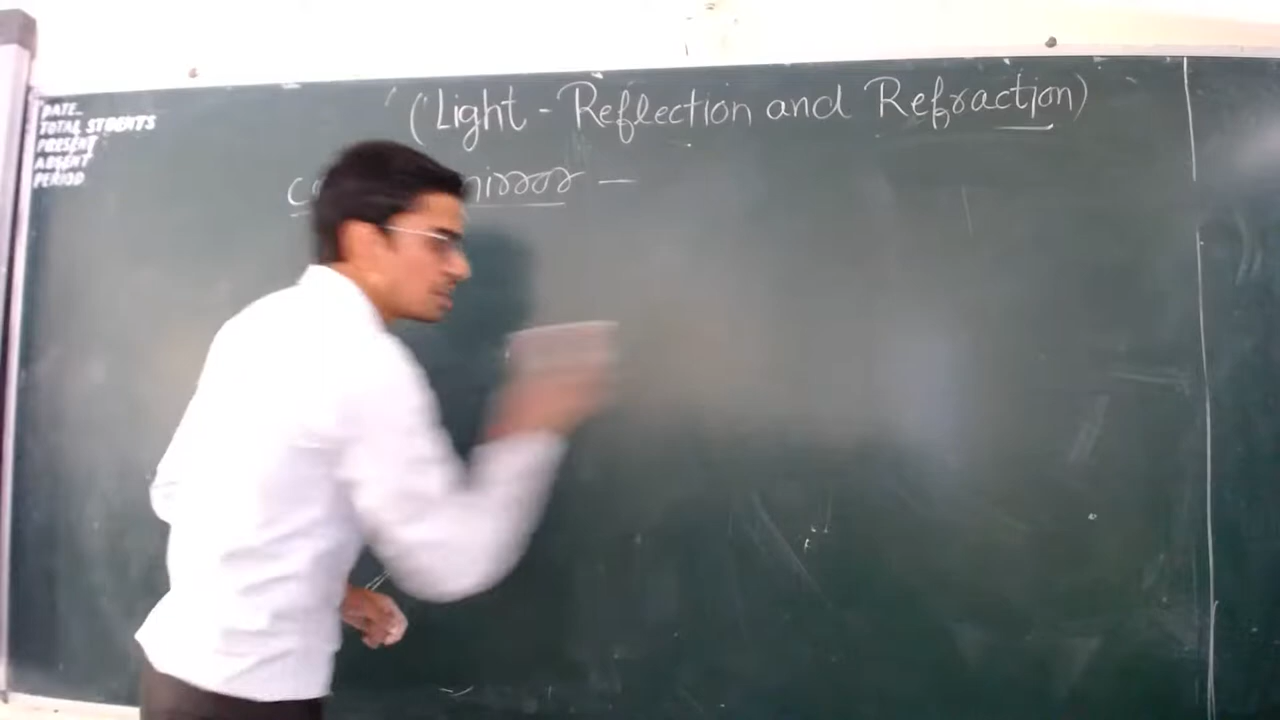 DATE
TOTAL STUDENTS
PRESENT
ABSENT
PERIOD
(Light - Reflection and Refraction)
mirror —